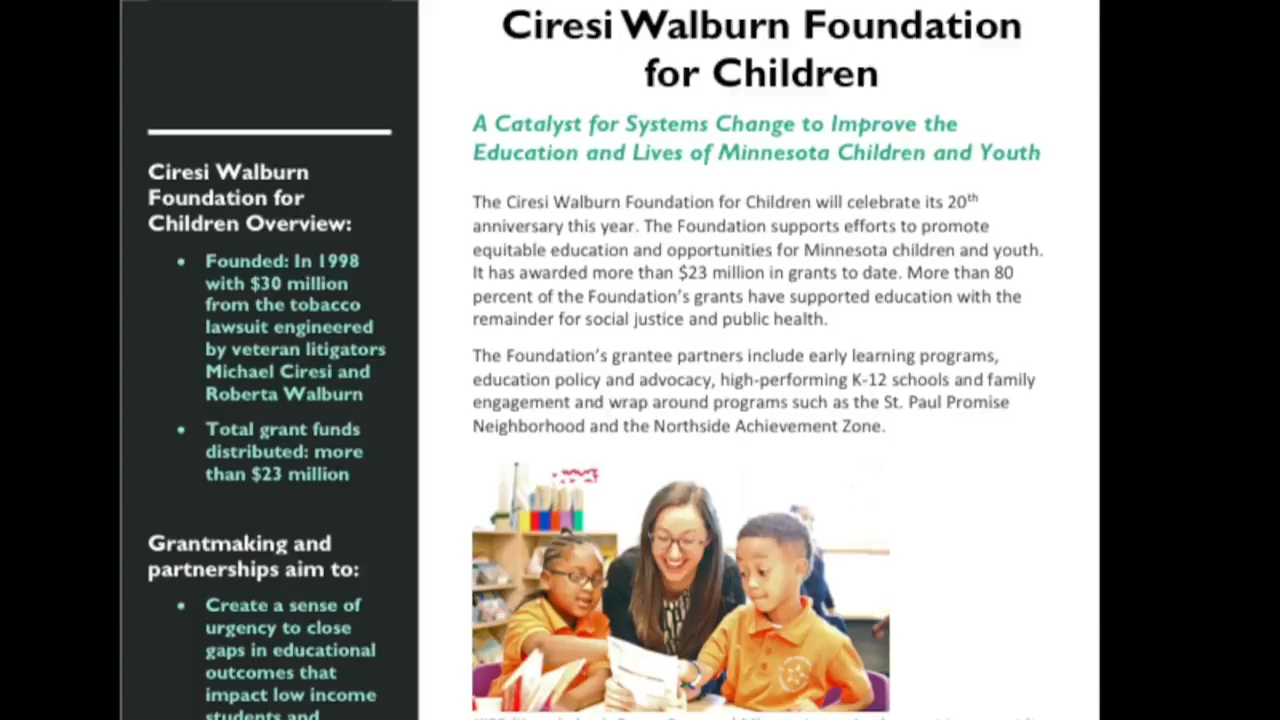 Ciresi Walburn Foundation
for Children
A Catalyst for Systems Change to Improve the
Education and Lives of Minnesota Children and Youth
The Ciresi Walburn Foundation for Children will celebrate its 20th
anniversary this year. The Foundation supports efforts to promote
equitable education and opportunities for Minnesota children and youth.
It has awarded more than $23 million in grants to date. More than 80
percent of the Foundation's grants have supported education with the
remainder for social justice and public health.
The Foundation's grantee partners include early learning programs,
education policy and advocacy, high-performing K-12 schools and family
engagement and wrap around programs such as the St. Paul Promise
Neighborhood and the Northside Achievement Zone.
Ciresi Walburn
Foundation for
Children Overview:
• Founded: In 1998
with $30 million
from the tobacco
lawsuit engineered
by veteran litigators
Michael Ciresi and
Roberta Walburn
• Total grant funds
distributed: more
than $23 million
Grantmaking and
partnerships aim to:
• Create a sense of
urgency to close
gaps in educational
outcomes that
impact low income
students and